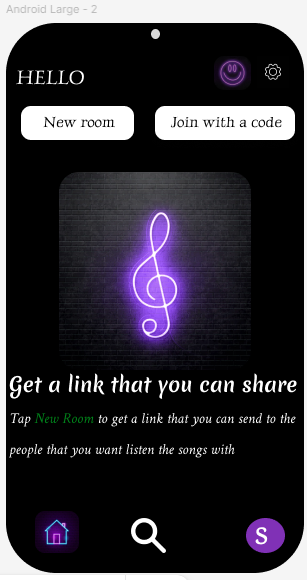 Android Large - 2
HELLO
New room
Join with a code
Get a link that you can share
Tap New Room to get a link that you can send to the
people that you want listen the songs with
S